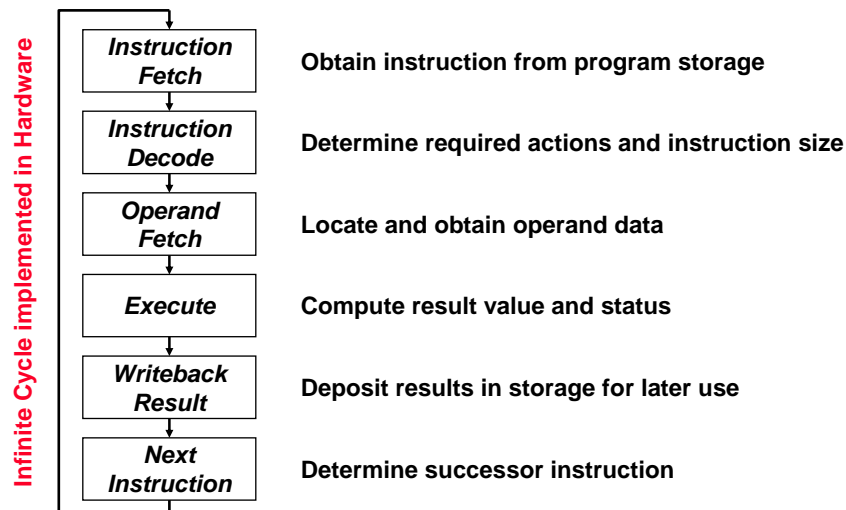 Infinite Cycle implemented in Hardware
Instruction
Fetch
Obtain instruction from program storage
Instruction
Decode
Determine required actions and instruction size
Operand
Fetch
Locate and obtain operand data
Execute
Compute result value and status
Writeback
Result
Deposit results in storage for later use
Next
Instruction
Determine successor instruction